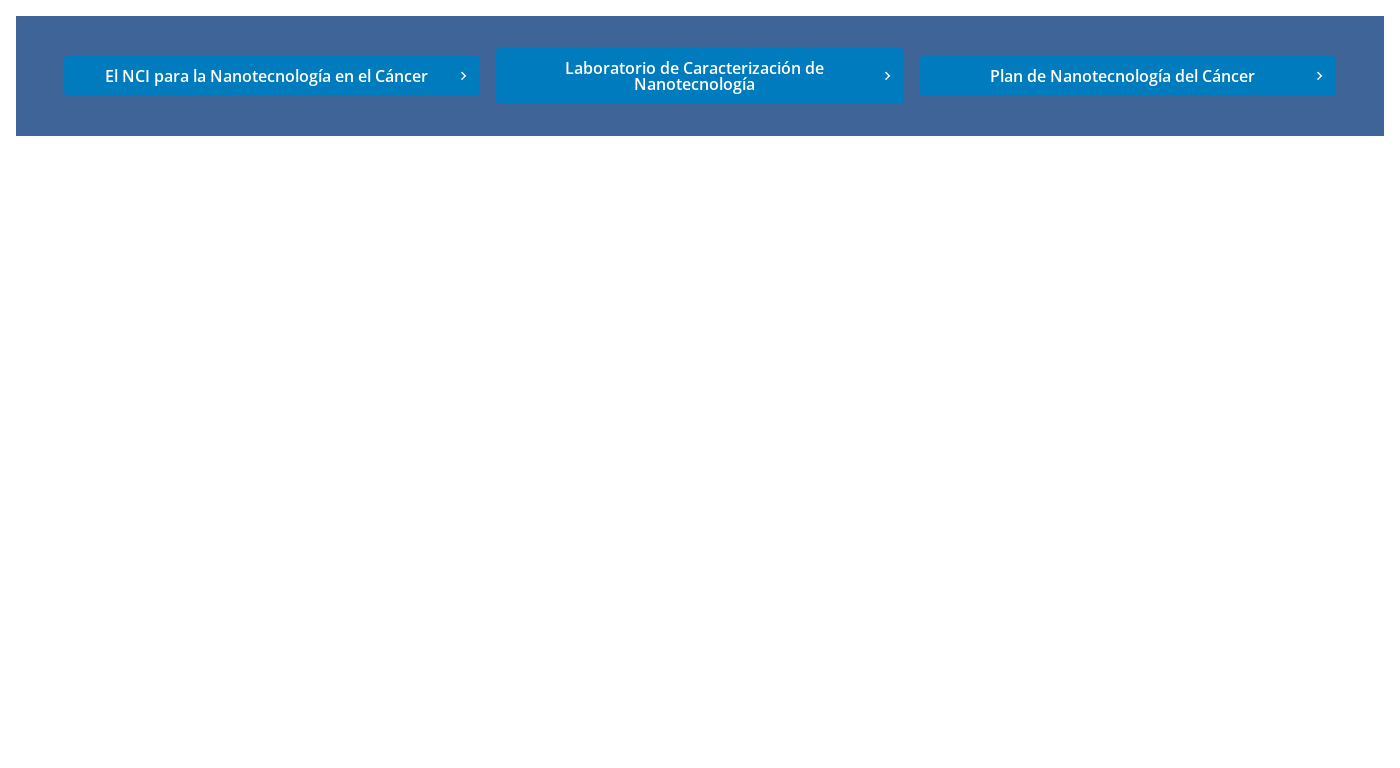 El NCI para la Nanotecnología en el Cáncer
Laboratorio de Caracterización de
Nanotecnología
Plan de Nanotecnología del Cáncer